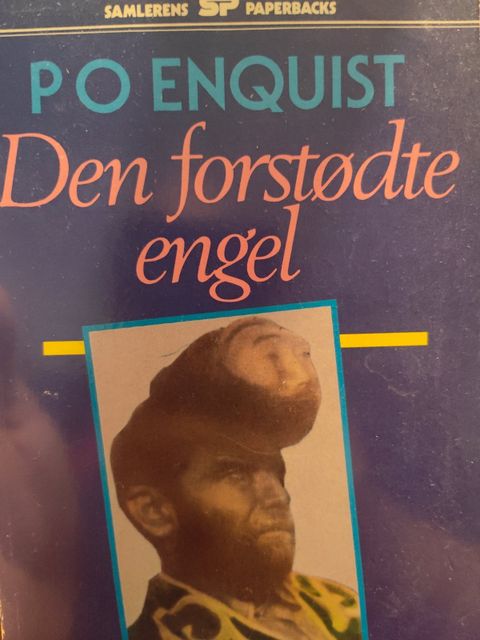 SAMLERENS SP PAPERBACKS
P O ENQUIST
Den forstødte
engel